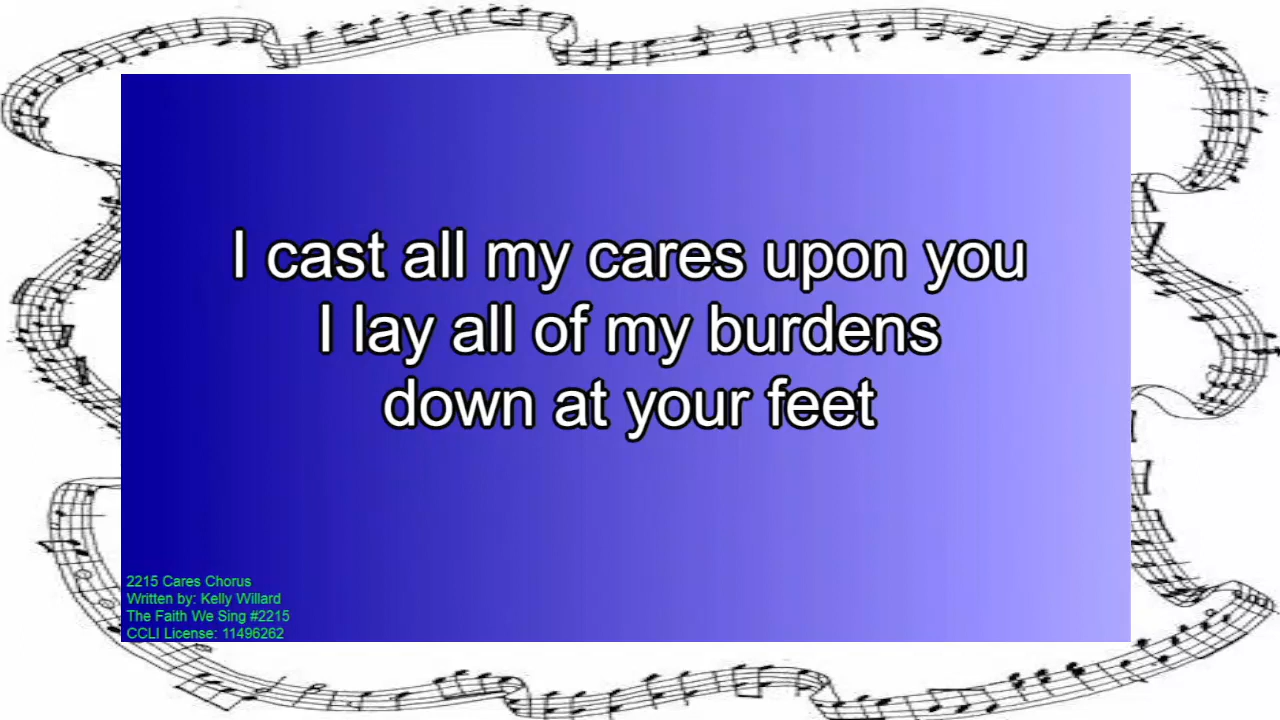 I cast all my cares upon you
I lay all of my burdens
down at your feet
2215 Cares Chorus
Written by: Kelly Willard
The Faith We Sing #2215
CCLI License: 11496262